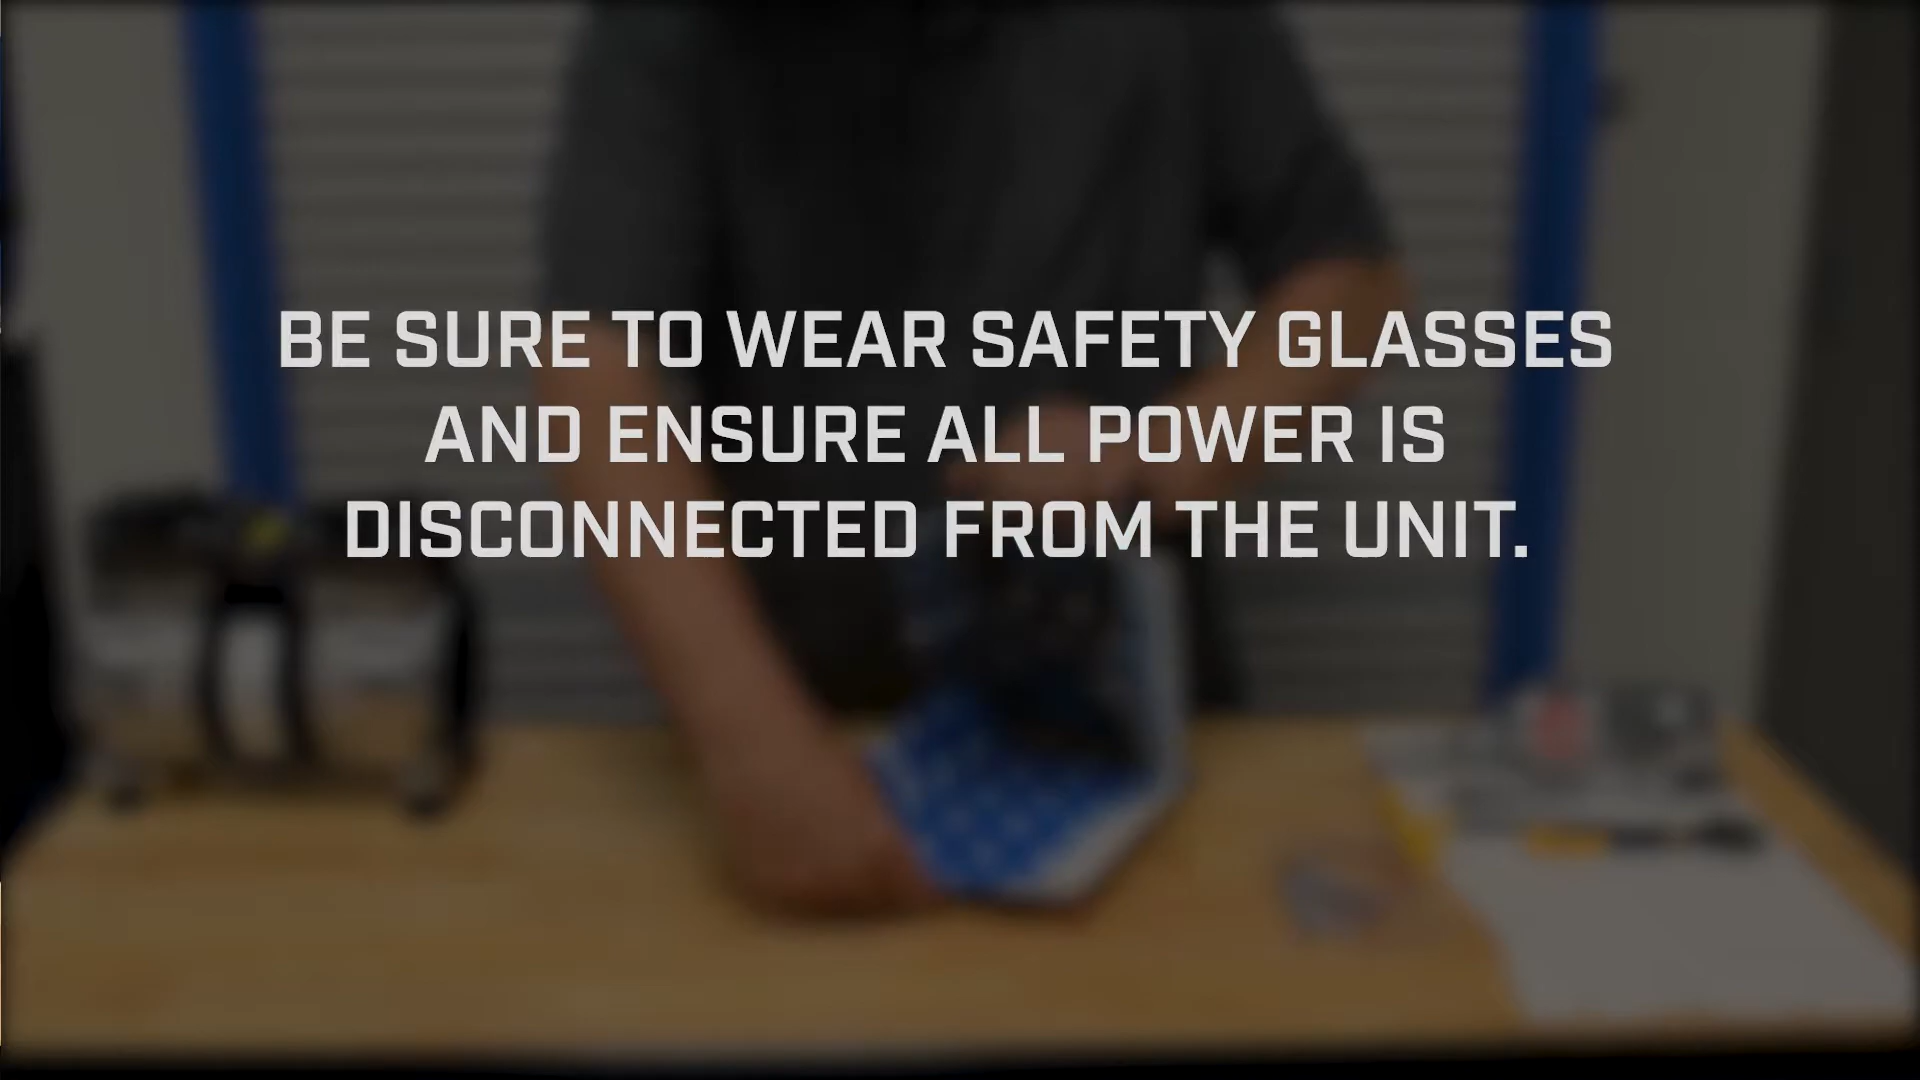 BE SURE TO WEAR SAFETY GLASSES
AND ENSURE ALL POWER IS
DISCONNECTED FROM THE UNIT.